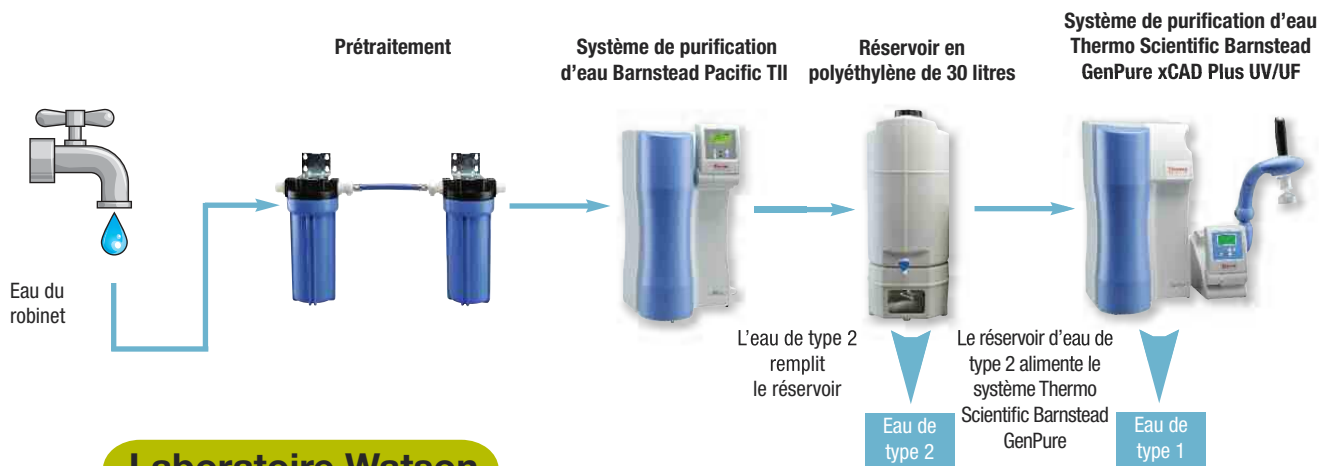 Prétraitement
Système de purification
d’eau Barnstead Pacific TII
Réservoir en
polyéthylène de 30 litres
Système de purification d’eau
Thermo Scientific Barnstead
GenPure xCAD Plus UV/UF
Eau du
robinet
L’eau de type 2
remplit
le réservoir
Eau de
type 2
Le réservoir d’eau de
type 2 alimente le
système Thermo
Scientific Barnstead
GenPure
Eau de
type 1
Laboratoire Watson